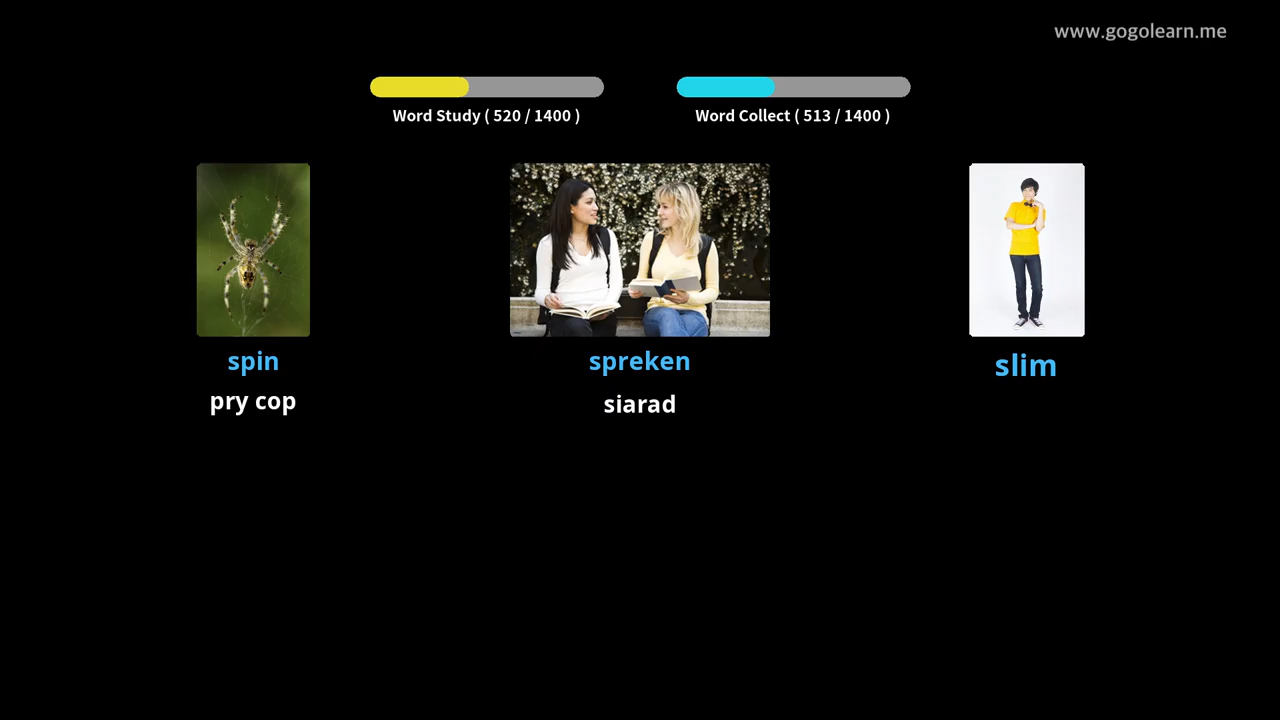 www.gogolearn.me
Word Study ( 520 / 1400 )
Word Collect ( 513 / 1400 )
spin
pry cop
spreken
siarad
slim